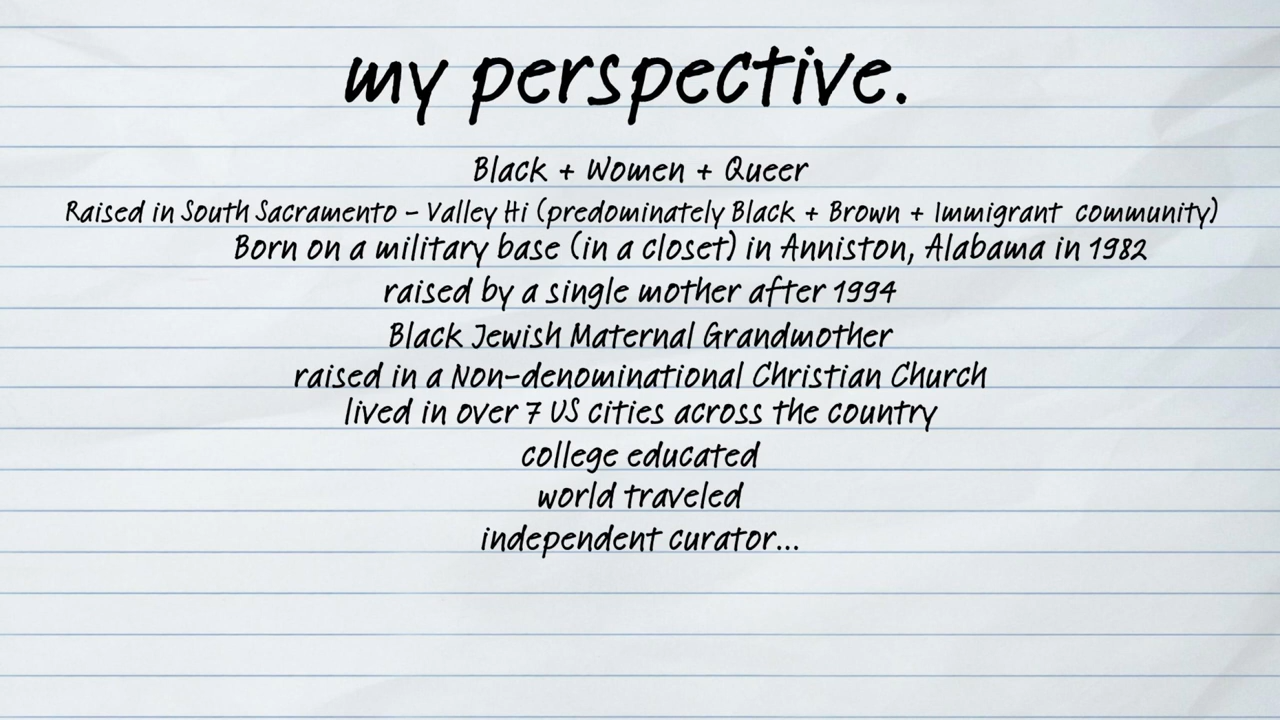 my perspective.
Black + Women + Queer
Raised in South Sacramento - Valley Hi (predominately Black + Brown + Immigrant community)
Born on a military base (in a closet) in Anniston, Alabama in 1982
raised by a single mother after 1994
Black Jewish Maternal Grandmother
raised in a Non-denominational Christian Church
lived in over 7 US cities across the country
college educated
world traveled
independent curator...